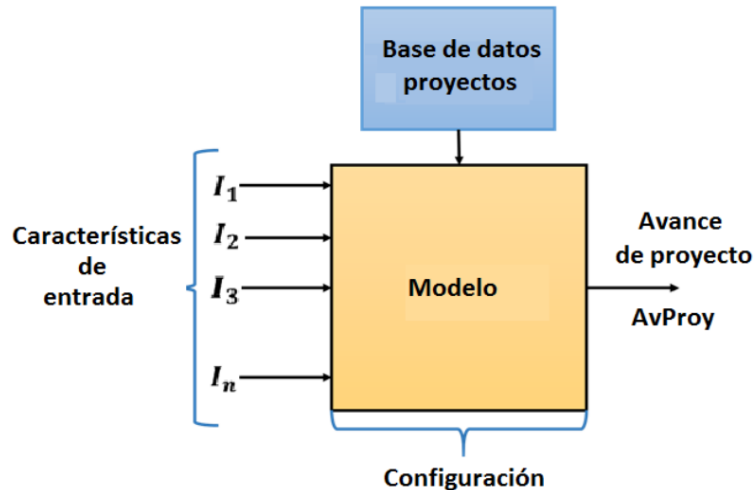 Base de datos
proyectos
Características
de
entrada
I₁
I₂
I₃
Iₙ
Modelo
Avance
de proyecto
AvProy
Configuración